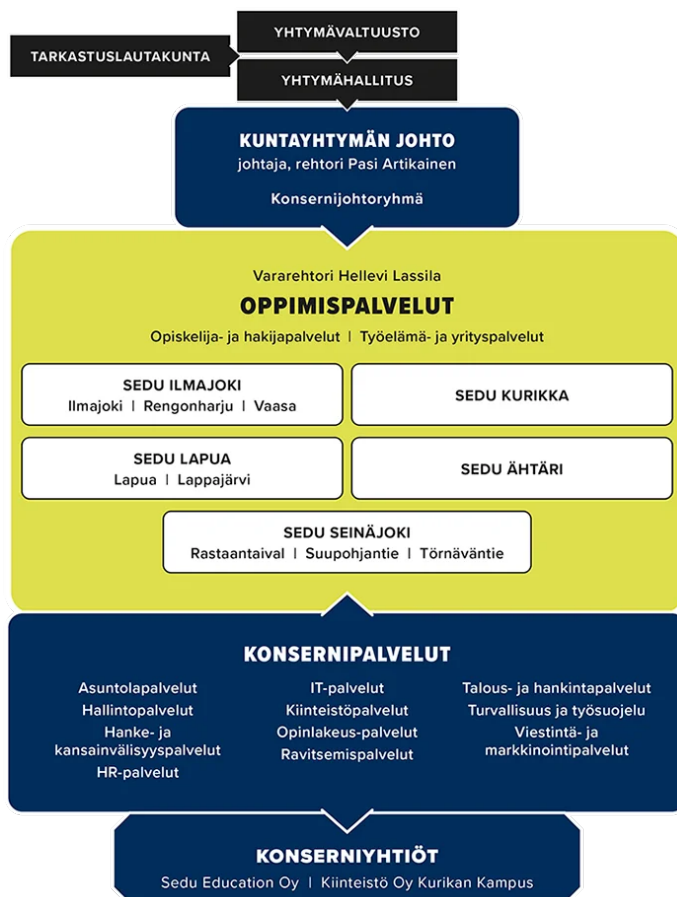 YHTYMÄVALTUUSTO
TARKASTUSLAUTAKUNTA
YHTYMÄHALLITUS
KUNTAYHTYMÄN JOHTO
johtaja, rehtori Pasi Artikainen
Konsernijohtoryhmä
Vararehtori Hellevi Lassila
OPPIMISPALVELUT
Opiskelija- ja hakijapalvelut | Työelämä- ja yrityspalvelut
SEDU ILMAJOKI
Ilmajoki | Rengonharju | Vaasa
SEDU KURIKKA
SEDU LAPUA
Lapua | Lappajärvi
SEDU ÄHTÄRI
SEDU SEINÄJOKI
Rastaantaival | Suupohjantie | Törnäväntie
KONSERNIPALVELUT
Asuntolapalvelut
Hallintopalvelut
Hanke- ja
kansainvälisyyspalvelut
HR-palvelut
IT-palvelut
Kiinteistöpalvelut
Opinlakeus-palvelut
Ravitsemispalvelut
Talous- ja hankintapalvelut
Turvallisuus ja työsuojelu
Viestintä- ja
markkinointipalvelut
KONSERNIYHTIÖT
Sedu Education Oy | Kiinteistö Oy Kurikan Kampus